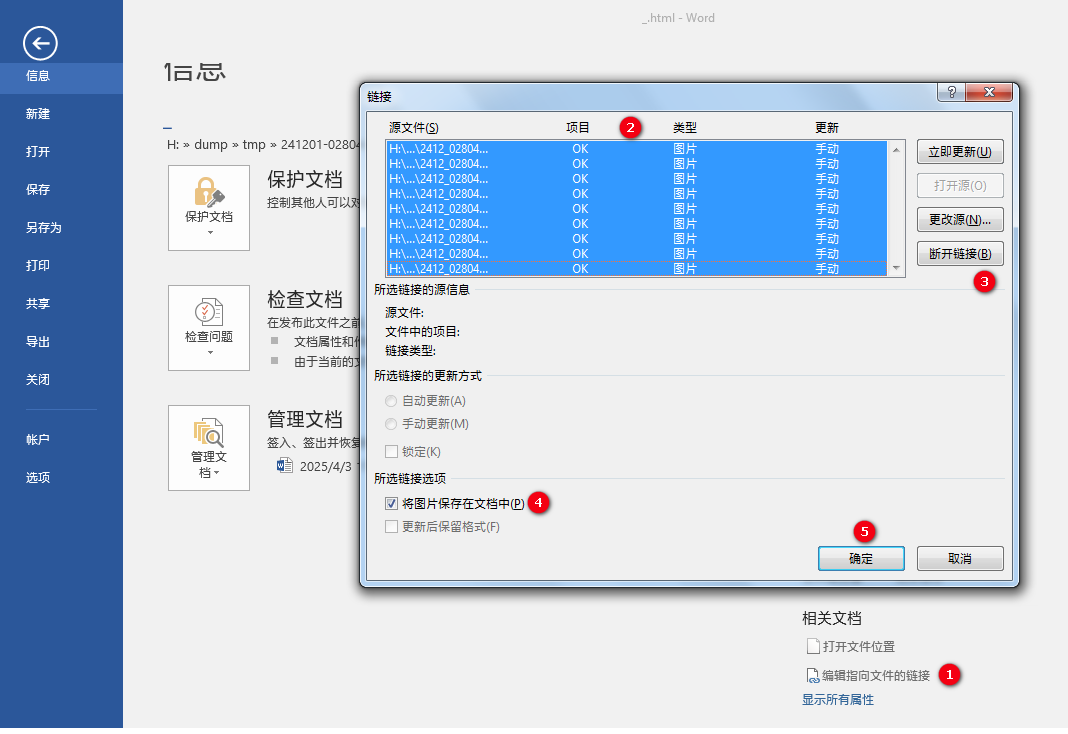 _.html - Word
信息
新建
打开
保存
另存为
打印
共享
导出
关闭
帐户
选项
信息
_
H: » dump » tmp » 241201-02804
保护文档
保护文档
控制其他人可以对
检查问题
检查文档
在发布此文件之前
文档属性和作
由于当前的文
管理文
档
管理文档
签入、签出并恢复
2025/4/3
链接
源文件(S) 项目 2 类型 更新
H:\...\2412_02804... OK 图片 手动
H:\...\2412_02804... OK 图片 手动
H:\...\2412_02804... OK 图片 手动
H:\...\2412_02804... OK 图片 手动
H:\...\2412_02804... OK 图片 手动
H:\...\2412_02804... OK 图片 手动
H:\...\2412_02804... OK 图片 手动
H:\...\2412_02804... OK 图片 手动
H:\...\2412_02804... OK 图片 手动
立即更新(U)
打开源(O)
更改源(N)...
断开链接(B)
3
所选链接的源信息
源文件:
文件中的项目:
链接类型:
所选链接的更新方式
自动更新(A)
手动更新(M)
锁定(K)
所选链接选项
将图片保存在文档中(P) 4
更新后保留格式(F)
5
确定 取消
相关文档
打开文件位置
编辑指向文件的链接 1
显示所有属性